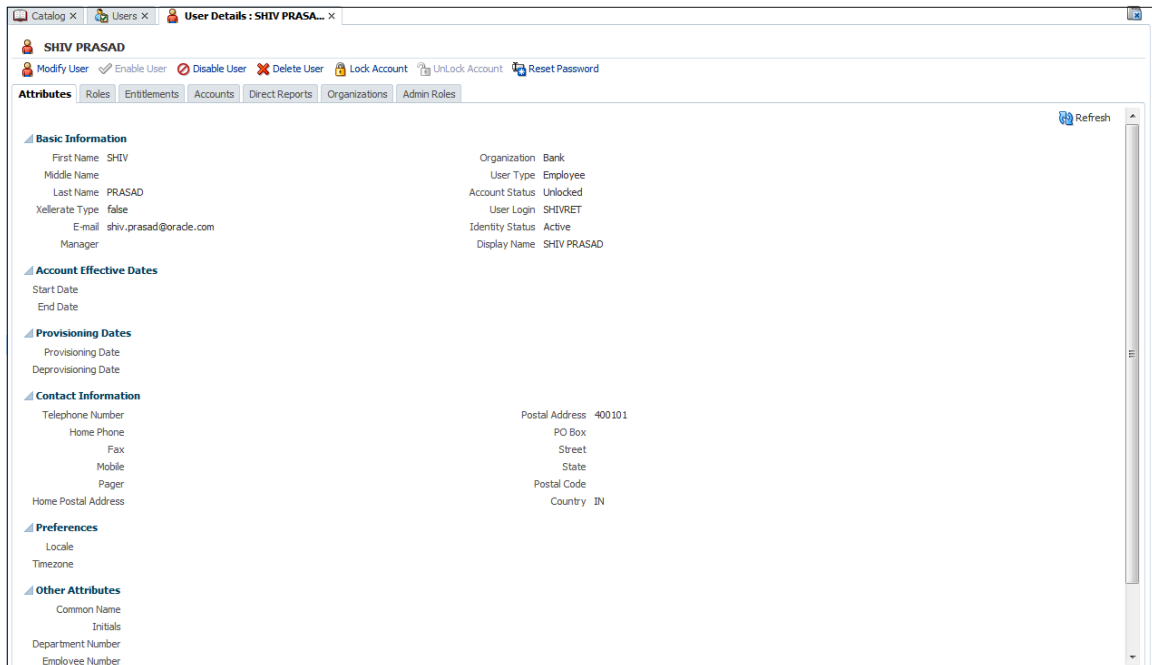 Catalog Users User Details : SHIV PRASA...
SHIV PRASAD
Modify User Enable User Disable User Delete User Lock Account UnLock Account Reset Password
Attributes Roles Entitlements Accounts Direct Reports Organizations Admin Roles
Refresh
Basic Information
First Name SHIV Organization Bank
Middle Name User Type Employee
Last Name PRASAD Account Status Unlocked
Xellerate Type false User Login SHIVRET
E-mail shiv.prasad@oracle.com Identity Status Active
Manager Display Name SHIV PRASAD
Account Effective Dates
Start Date
End Date
Provisioning Dates
Provisioning Date
Deprovisioning Date
Contact Information
Telephone Number Postal Address 400101
Home Phone PO Box
Fax Street
Mobile State
Pager Postal Code
Home Postal Address Country IN
Preferences
Locale
Timezone
Other Attributes
Common Name
Initials
Department Number
Employee Number